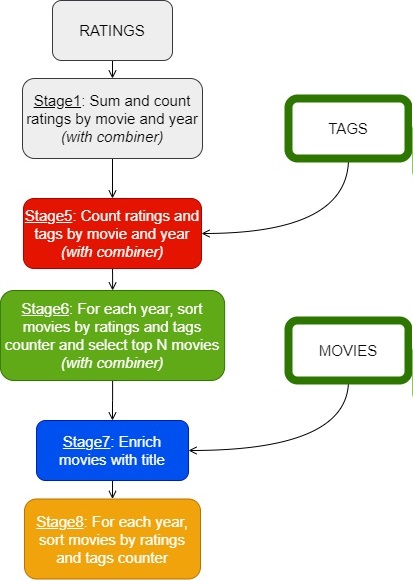 RATINGS
Stage1: Sum and count
ratings by movie and year
(with combiner)
TAGS
Stage5: Count ratings and
tags by movie and year
(with combiner)
Stage6: For each year, sort
movies by ratings and tags
counter and select top N movies
(with combiner)
MOVIES
Stage7: Enrich
movies with title
Stage8: For each year,
sort movies by ratings
and tags counter